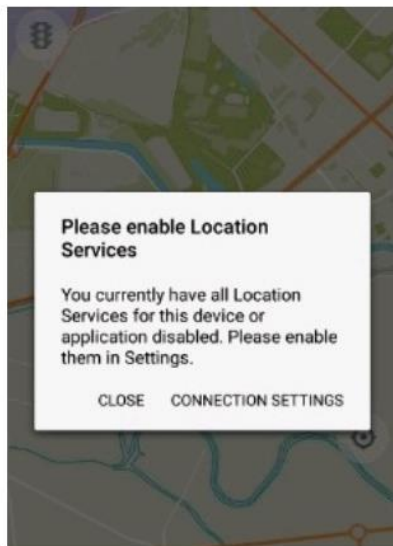 Please enable Location
Services
You currently have all Location
Services for this device or
application disabled. Please enable
them in Settings.
CLOSE CONNECTION SETTINGS